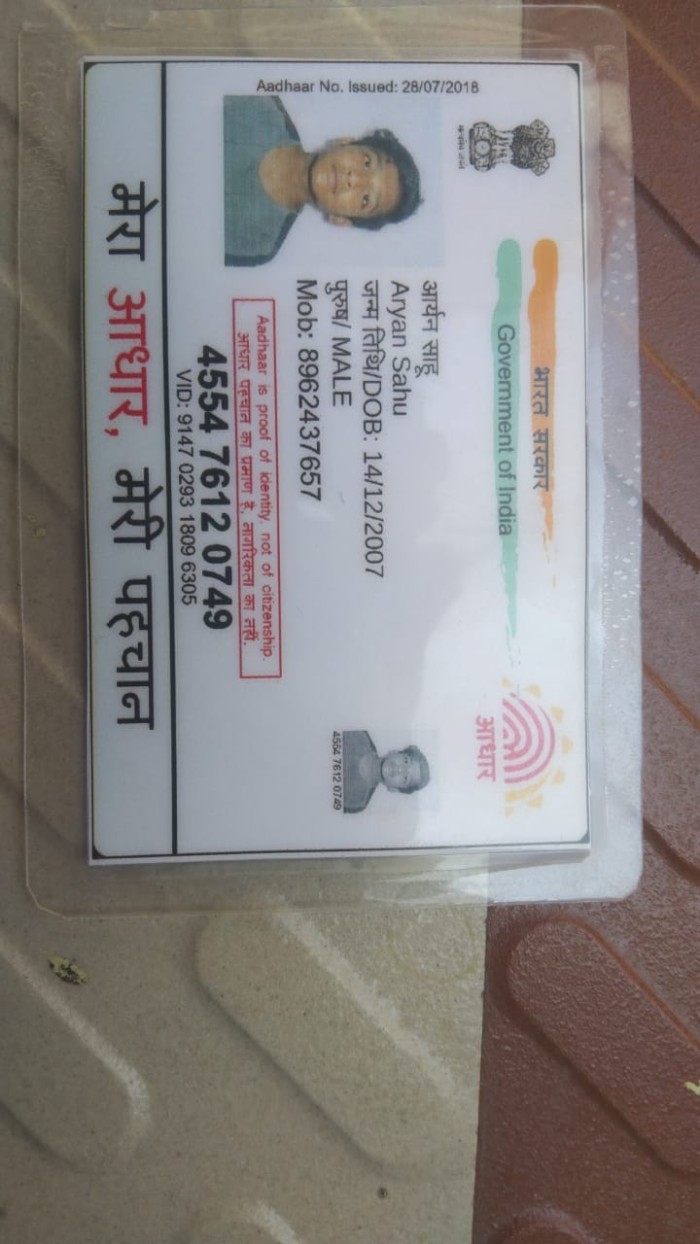 Aadhaar No. Issued: 28/07/2018
भारत सरकार
Government of India
आधार
आर्यन साहू
Aryan Sahu
जन्म तिथि/DOB: 14/12/2007
पुरुष/ MALE
Mob: 8962437657
4554 7612 0749
Aadhaar is proof of identity, not of citizenship.
आधार पहचान का प्रमाण है, नागरिकता का नहीं.
4554 7612 0749
VID: 9147 0293 1809 6305
मेरा आधार, मेरी पहचान